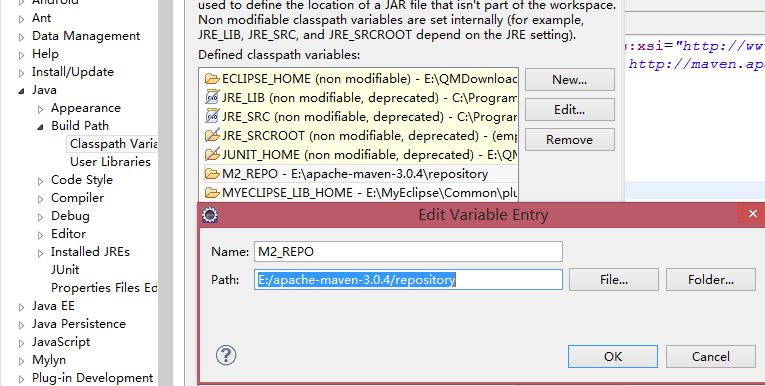 Android
Ant
Data Management
Help
Install/Update
Java
Appearance
Build Path
Classpath Varia
User Libraries
Code Style
Compiler
Debug
Editor
Installed JREs
JUnit
Properties Files Ed
Java EE
Java Persistence
JavaScript
Mylyn
Plug-in Development
used to define the location of a JAR file that isn't part of the workspace.
Non modifiable classpath variables are set internally (for example,
JRE_LIB, JRE_SRC, and JRE_SRCROOT depend on the JRE setting).
Defined classpath variables:
ECLIPSE_HOME (non modifiable) - E:\QMDownloa
JRE_LIB (non modifiable, deprecated) - C:\Program
JRE_SRC (non modifiable, deprecated) - C:\Program
JRE_SRCROOT (non modifiable, deprecated) - (emp
JUNIT_HOME (non modifiable, deprecated) - E:\QM
M2_REPO - E:\apache-maven-3.0.4\repository
MYECLIPSE_LIB_HOME - E:\MyEclipse\Common\plu
New...
Edit...
Remove
s:xsi="http://ww
http://maven.apa
Edit Variable Entry
Name: M2_REPO
Path: E:/apache-maven-3.0.4/repository
File...
Folder...
?
OK
Cancel